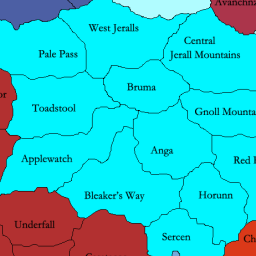 Avanchnz
West Jeralls
Central
Jerall Mountains
Pale Pass
Bruma
Toadstool
Gnoll Mounta
or
Anga
Applewatch
Red
Bleaker's Way
Horunn
Underfall
Sercen
Ch